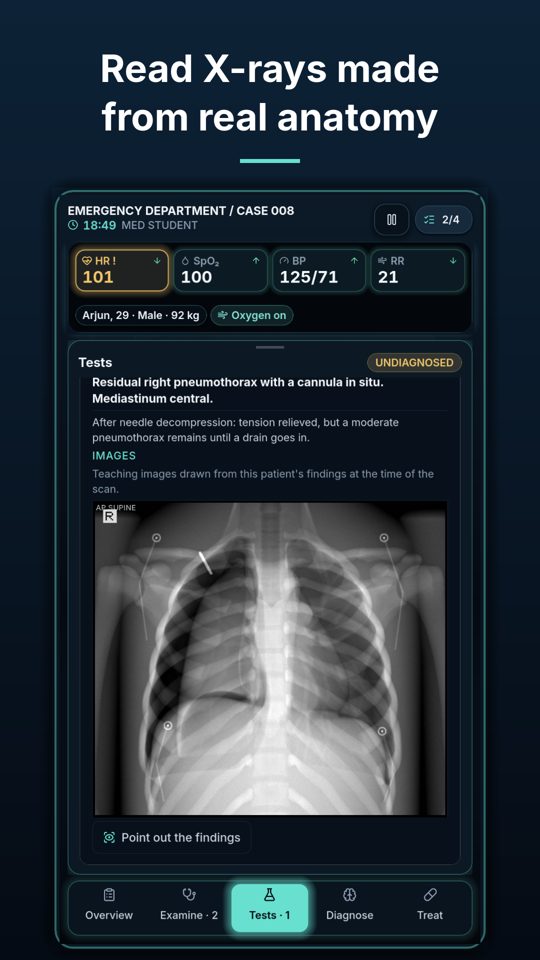 Read X-rays made
from real anatomy
EMERGENCY DEPARTMENT / CASE 008
18:49 MED STUDENT
2/4
HR ! ↓
101
SpO₂ ↑
100
BP ↑
125/71
RR ↓
21
Arjun, 29 · Male · 92 kg
Oxygen on
Tests
UNDIAGNOSED
Residual right pneumothorax with a cannula in situ.
Mediastinum central.
After needle decompression: tension relieved, but a moderate
pneumothorax remains until a drain goes in.
IMAGES
Teaching images drawn from this patient's findings at the time of the
scan.
AP SUPINE
R
Point out the findings
Overview
Examine · 2
Tests · 1
Diagnose
Treat